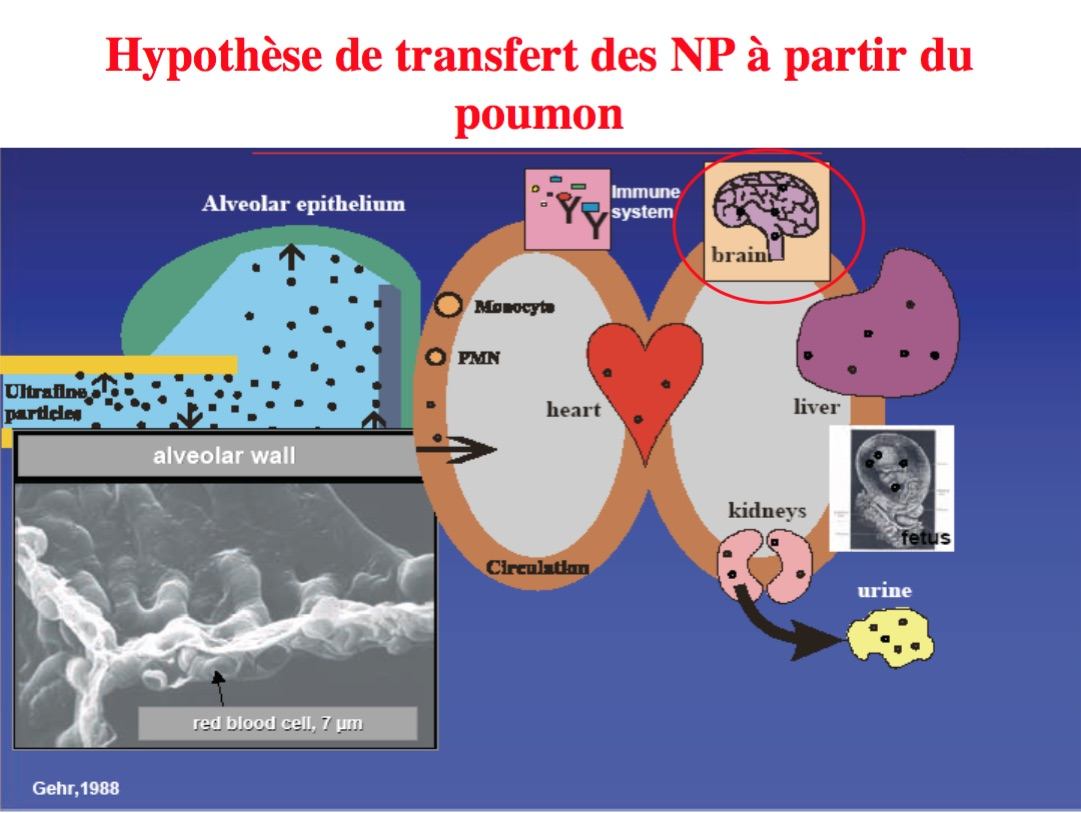 Hypothèse de transfert des NP à partir du
poumon
Alveolar epithelium
Immune
system
brain
Monocyte
PMN
Ultrafine
particles
heart
liver
alveolar wall
kidneys
fetus
Circulation
urine
red blood cell, 7 µm
Gehr,1988